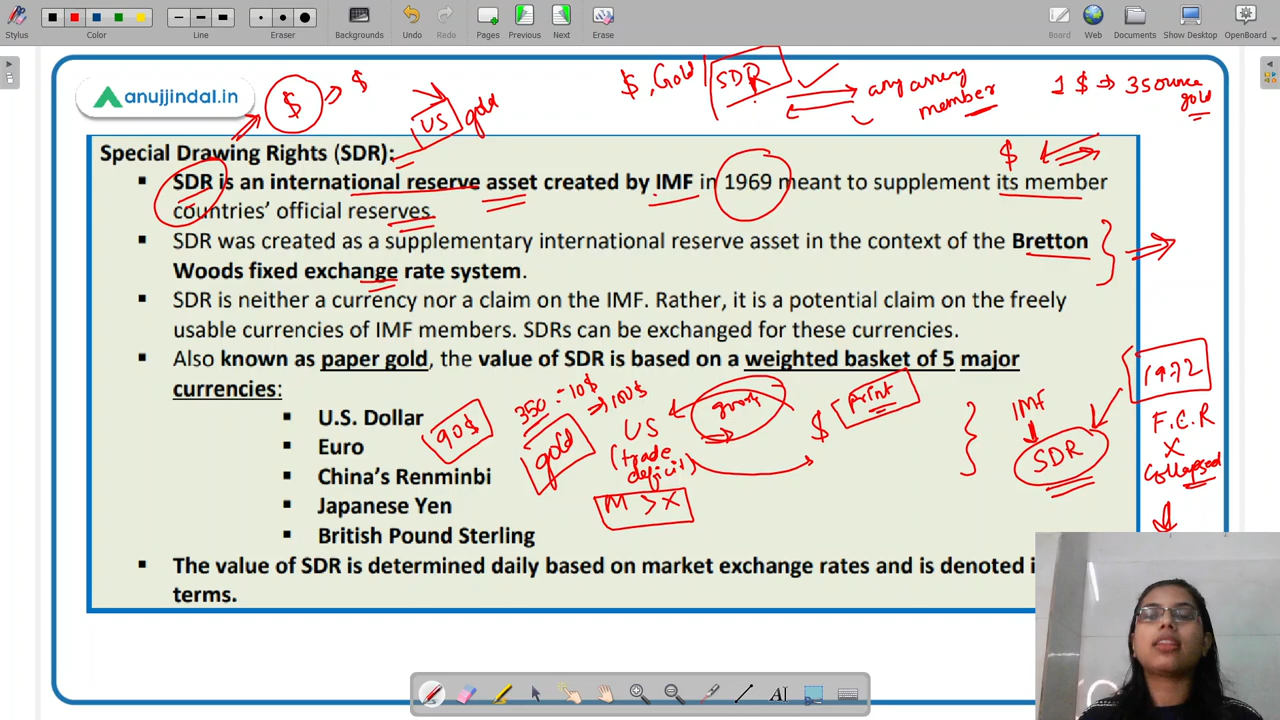 Stylus
Color
Line
Eraser
Backgrounds
Undo
Redo
Pages
Previous
Next
Erase
Board
Web
Documents
Show Desktop
OpenBoard
anujjindal.in
$ → $
US gold
$, Gold SDR
any any member
1 $ ⇒ 35 ounce gold
$
Special Drawing Rights (SDR):
▪ SDR is an international reserve asset created by IMF in 1969 meant to supplement its member
countries’ official reserves.
▪ SDR was created as a supplementary international reserve asset in the context of the Bretton
Woods fixed exchange rate system.
▪ SDR is neither a currency nor a claim on the IMF. Rather, it is a potential claim on the freely
usable currencies of IMF members. SDRs can be exchanged for these currencies.
▪ Also known as paper gold, the value of SDR is based on a weighted basket of 5 major
currencies:
▪ U.S. Dollar
▪ Euro
▪ China’s Renminbi
▪ Japanese Yen
▪ British Pound Sterling
90$
350 = 10$
⇒ 100$
gold
US
(trade
deficit)
M > X
goods
$ print
IMF
SDR
1972
F.E.R
X
collapsed
▪ The value of SDR is determined daily based on market exchange rates and is denoted i
terms.